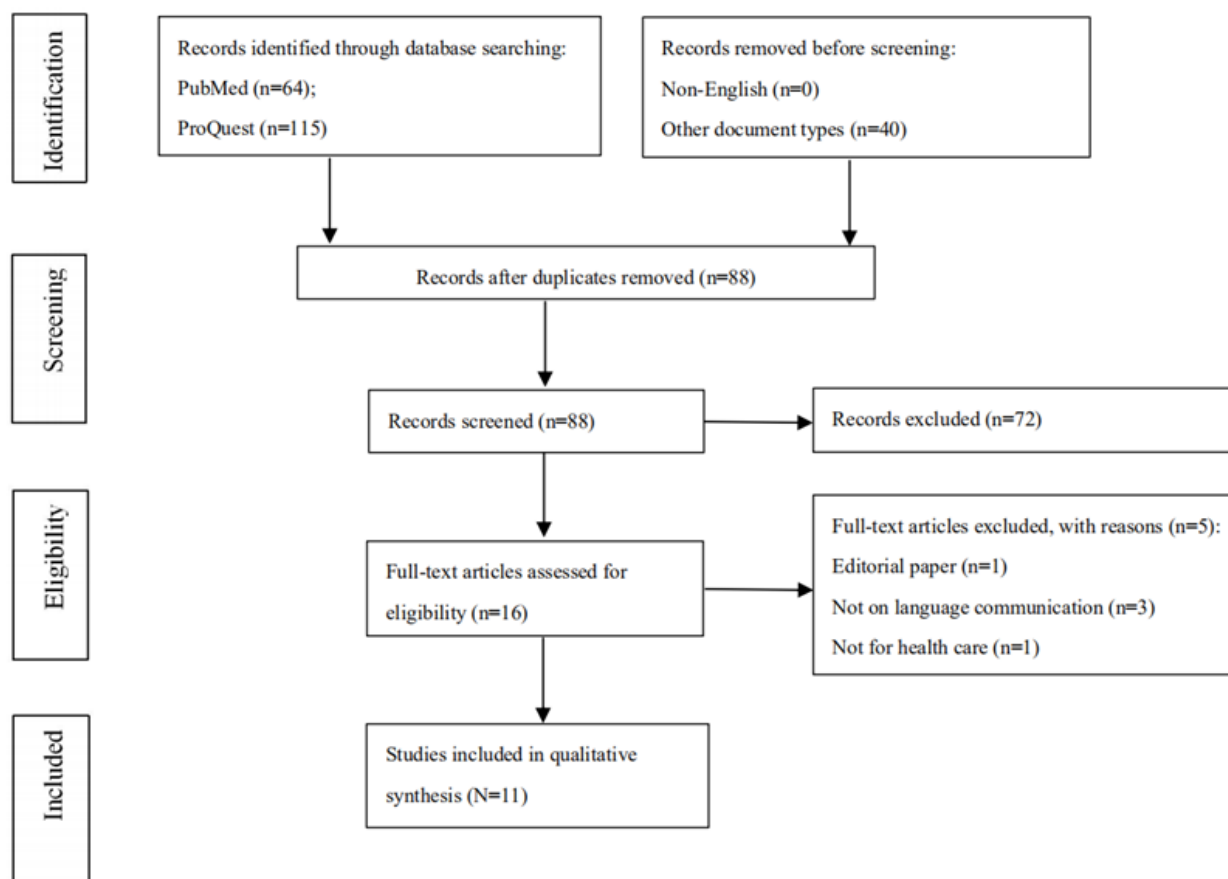 Identification
Records identified through database searching:
PubMed (n=64);
ProQuest (n=115)
Records removed before screening:
Non-English (n=0)
Other document types (n=40)
Screening
Records after duplicates removed (n=88)
Records screened (n=88)
Records excluded (n=72)
Eligibility
Full-text articles assessed for
eligibility (n=16)
Full-text articles excluded, with reasons (n=5):
Editorial paper (n=1)
Not on language communication (n=3)
Not for health care (n=1)
Included
Studies included in qualitative
synthesis (N=11)